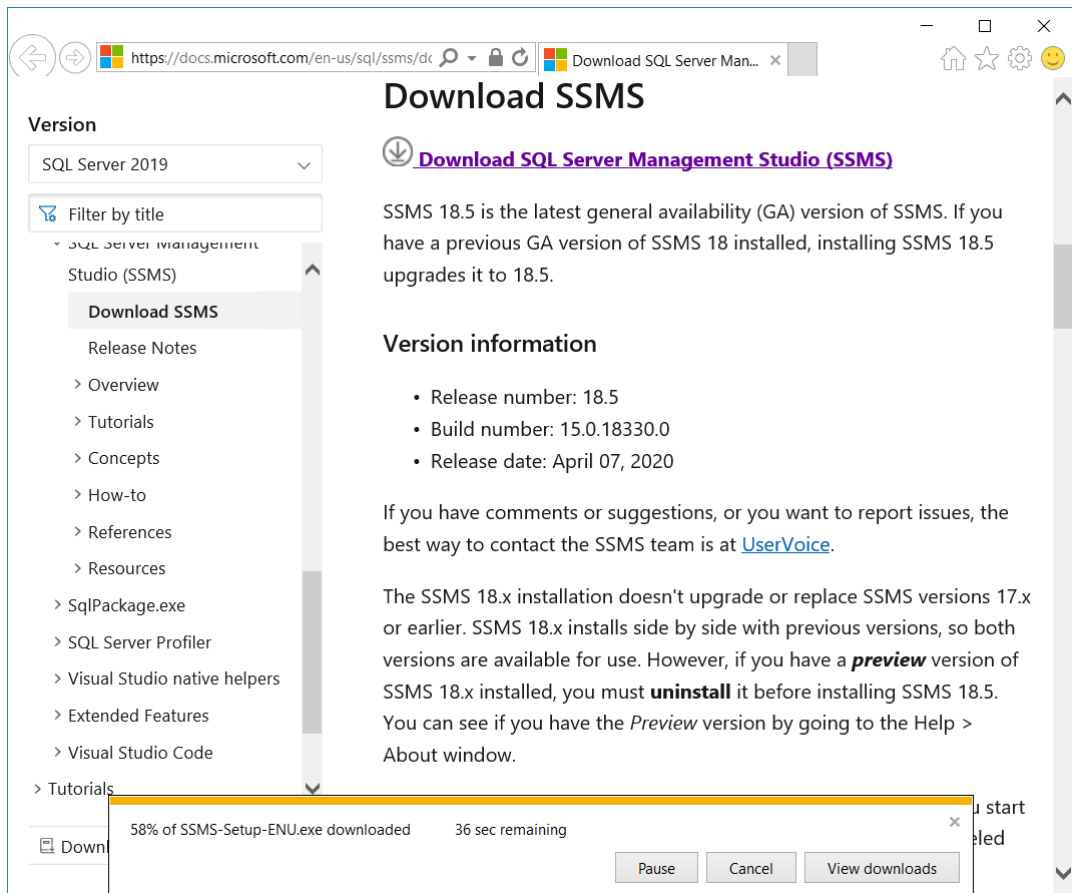 https://docs.microsoft.com/en-us/sql/ssms/dc
Download SQL Server Man...
Version
SQL Server 2019
Filter by title
SQL Server Management
Studio (SSMS)
Download SSMS
Release Notes
Overview
Tutorials
Concepts
How-to
References
Resources
SqlPackage.exe
SQL Server Profiler
Visual Studio native helpers
Extended Features
Visual Studio Code
Tutorials
Downl
Download SSMS
Download SQL Server Management Studio (SSMS)
SSMS 18.5 is the latest general availability (GA) version of SSMS. If you
have a previous GA version of SSMS 18 installed, installing SSMS 18.5
upgrades it to 18.5.
Version information
• Release number: 18.5
• Build number: 15.0.18330.0
• Release date: April 07, 2020
If you have comments or suggestions, or you want to report issues, the
best way to contact the SSMS team is at UserVoice.
The SSMS 18.x installation doesn't upgrade or replace SSMS versions 17.x
or earlier. SSMS 18.x installs side by side with previous versions, so both
versions are available for use. However, if you have a preview version of
SSMS 18.x installed, you must uninstall it before installing SSMS 18.5.
You can see if you have the Preview version by going to the Help >
About window.
u start
eled
58% of SSMS-Setup-ENU.exe downloaded 36 sec remaining
Pause Cancel View downloads